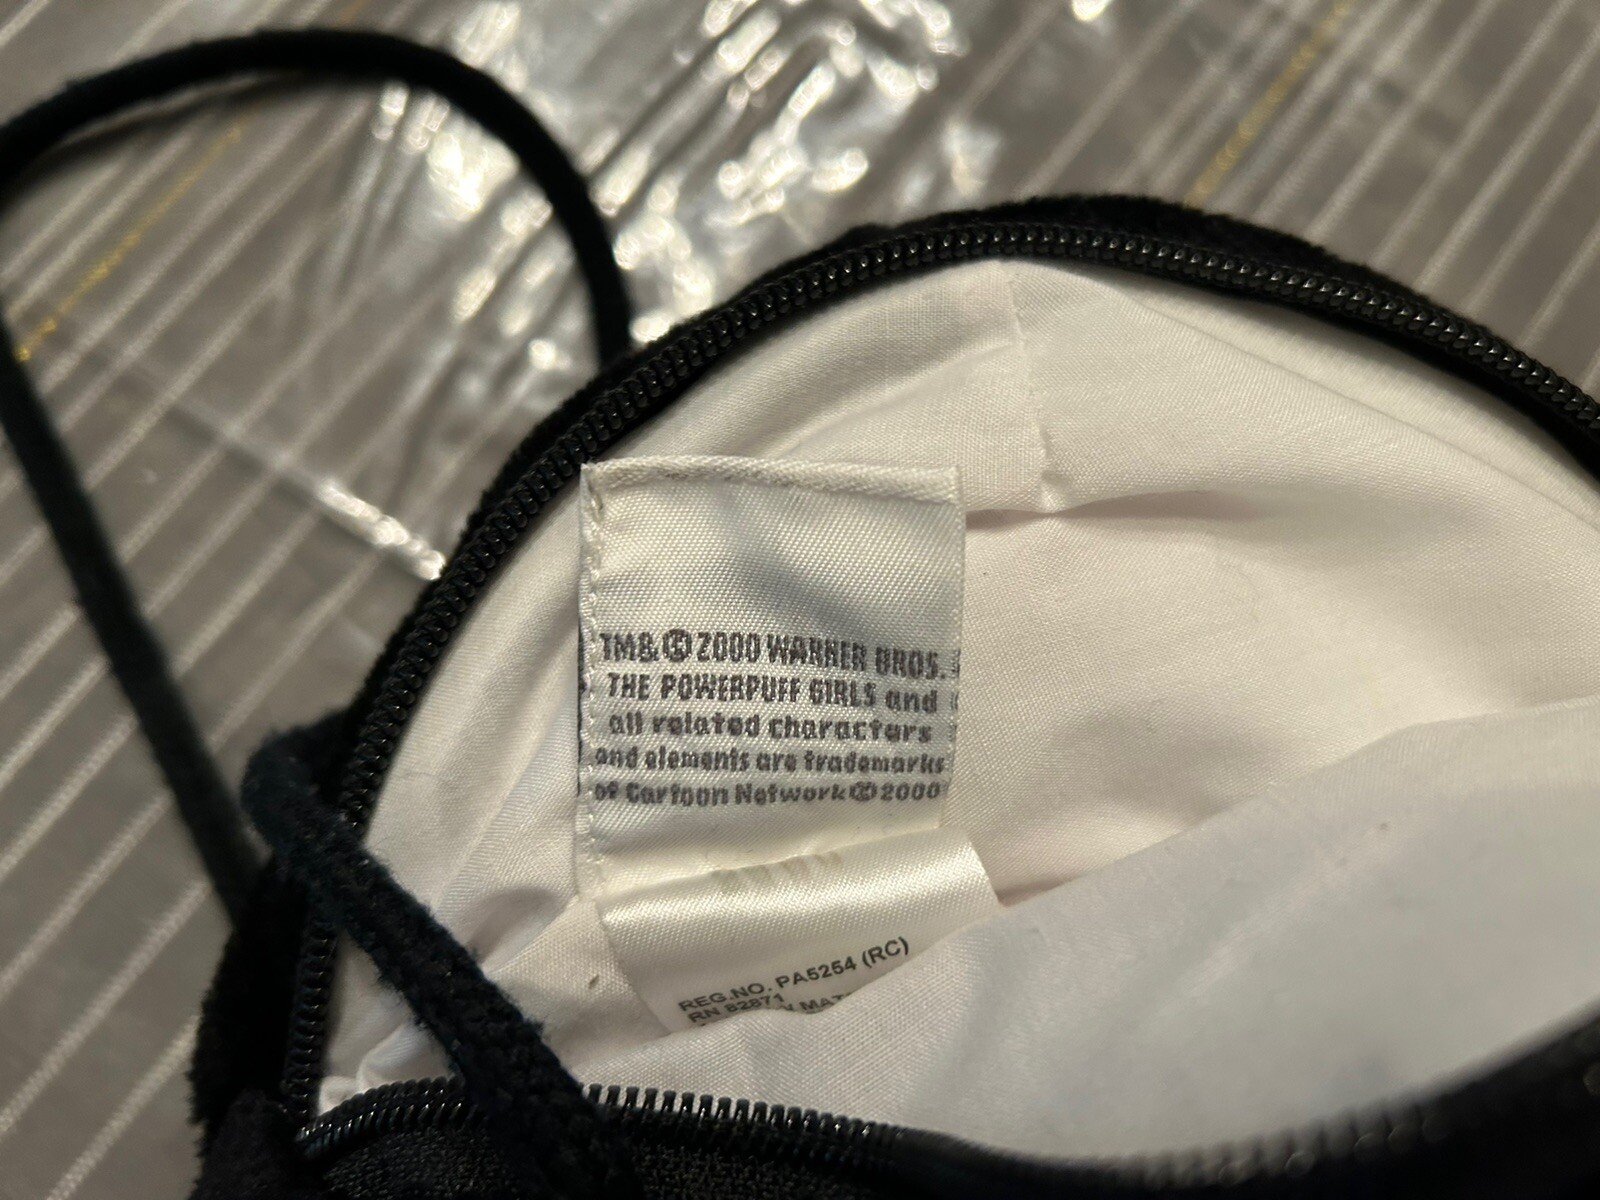 TM&Ⓒ2000 WARNER BROS.
THE POWERPUFF GIRLS and
all related characters
and elements are trademarks
of Cartoon Network©2000
REG.NO. PA5254 (RC)
RN 82871